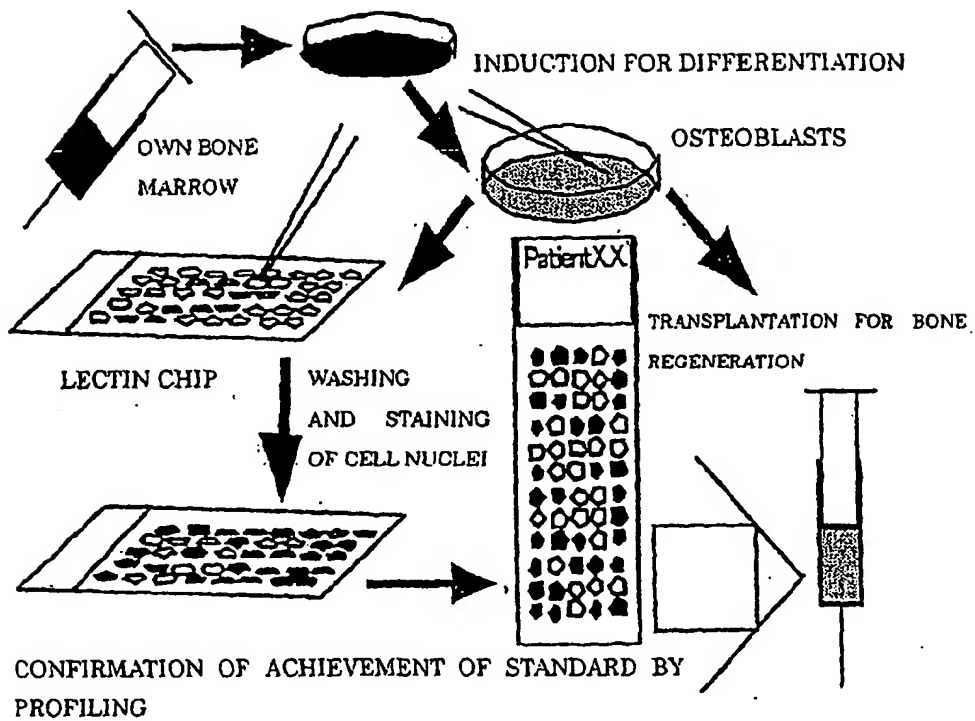 INDUCTION FOR DIFFERENTIATION
OWN BONE
MARROW
OSTEOBLASTS
PatientXX
TRANSPLANTATION FOR BONE
REGENERATION
LECTIN CHIP
WASHING
AND STAINING
OF CELL NUCLEI
CONFIRMATION OF ACHIEVEMENT OF STANDARD BY
PROFILING